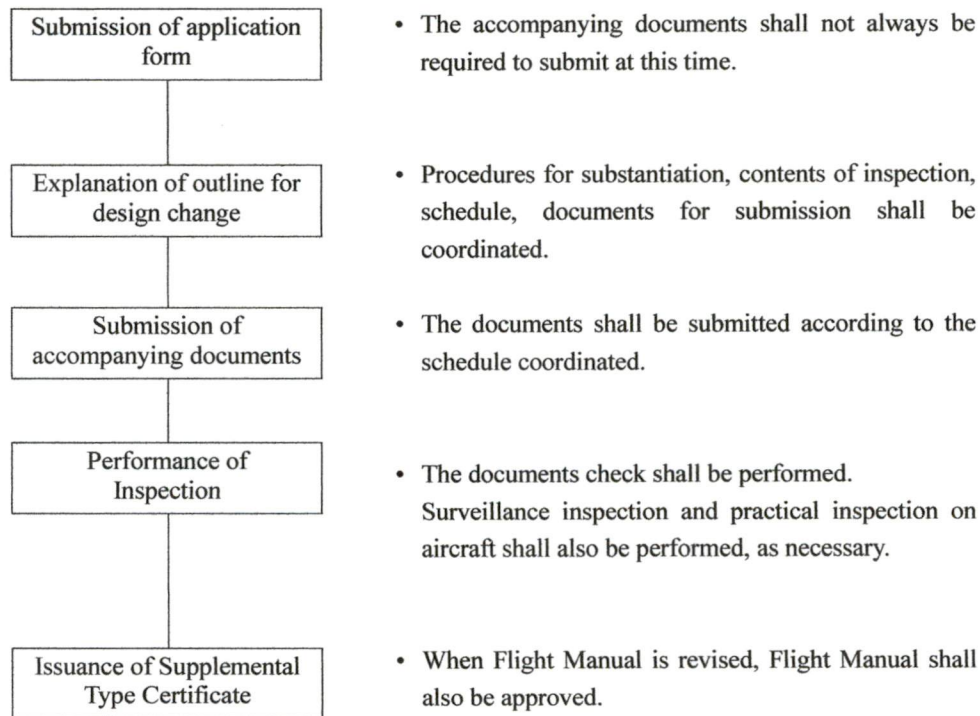 Submission of application
form
• The accompanying documents shall not always be
required to submit at this time.
Explanation of outline for
design change
• Procedures for substantiation, contents of inspection,
schedule, documents for submission shall be
coordinated.
Submission of
accompanying documents
• The documents shall be submitted according to the
schedule coordinated.
Performance of
Inspection
• The documents check shall be performed.
Surveillance inspection and practical inspection on
aircraft shall also be performed, as necessary.
Issuance of Supplemental
Type Certificate
• When Flight Manual is revised, Flight Manual shall
also be approved.